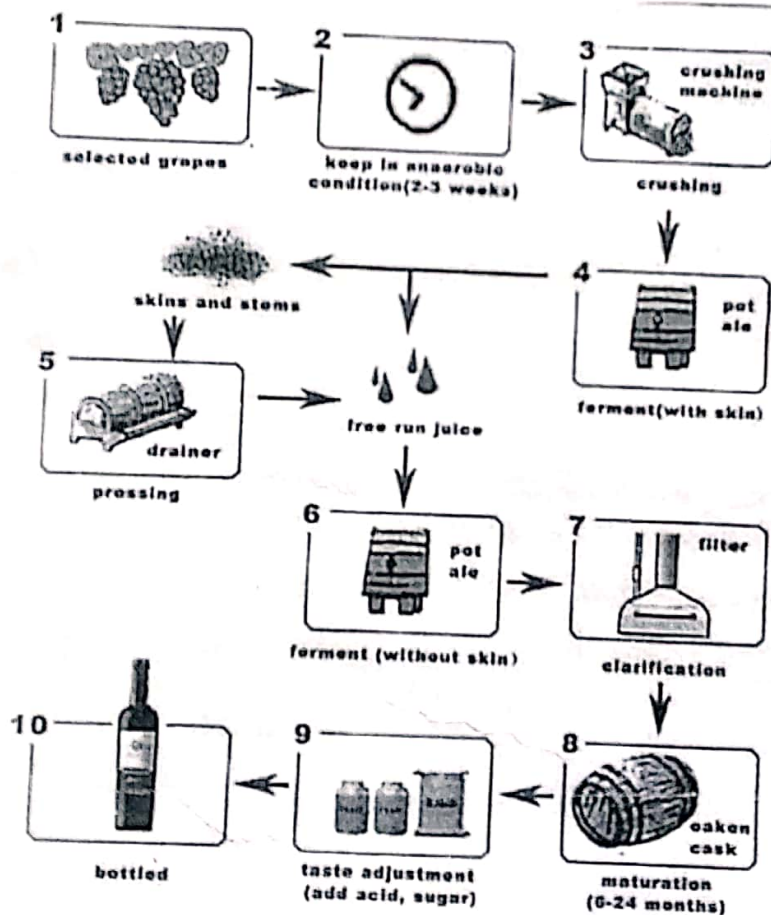 1
selected grapes
2
keep in anaerobic
condition(2-3 weeks)
3
crushing
machine
crushing
4
pot
ale
ferment(with skin)
skins and stems
5
drainer
pressing
free run juice
6
pot
ale
ferment (without skin)
7
filter
clarification
8
oaken
cask
maturation
(6-24 months)
9
taste adjustment
(add acid, sugar)
10
bottled